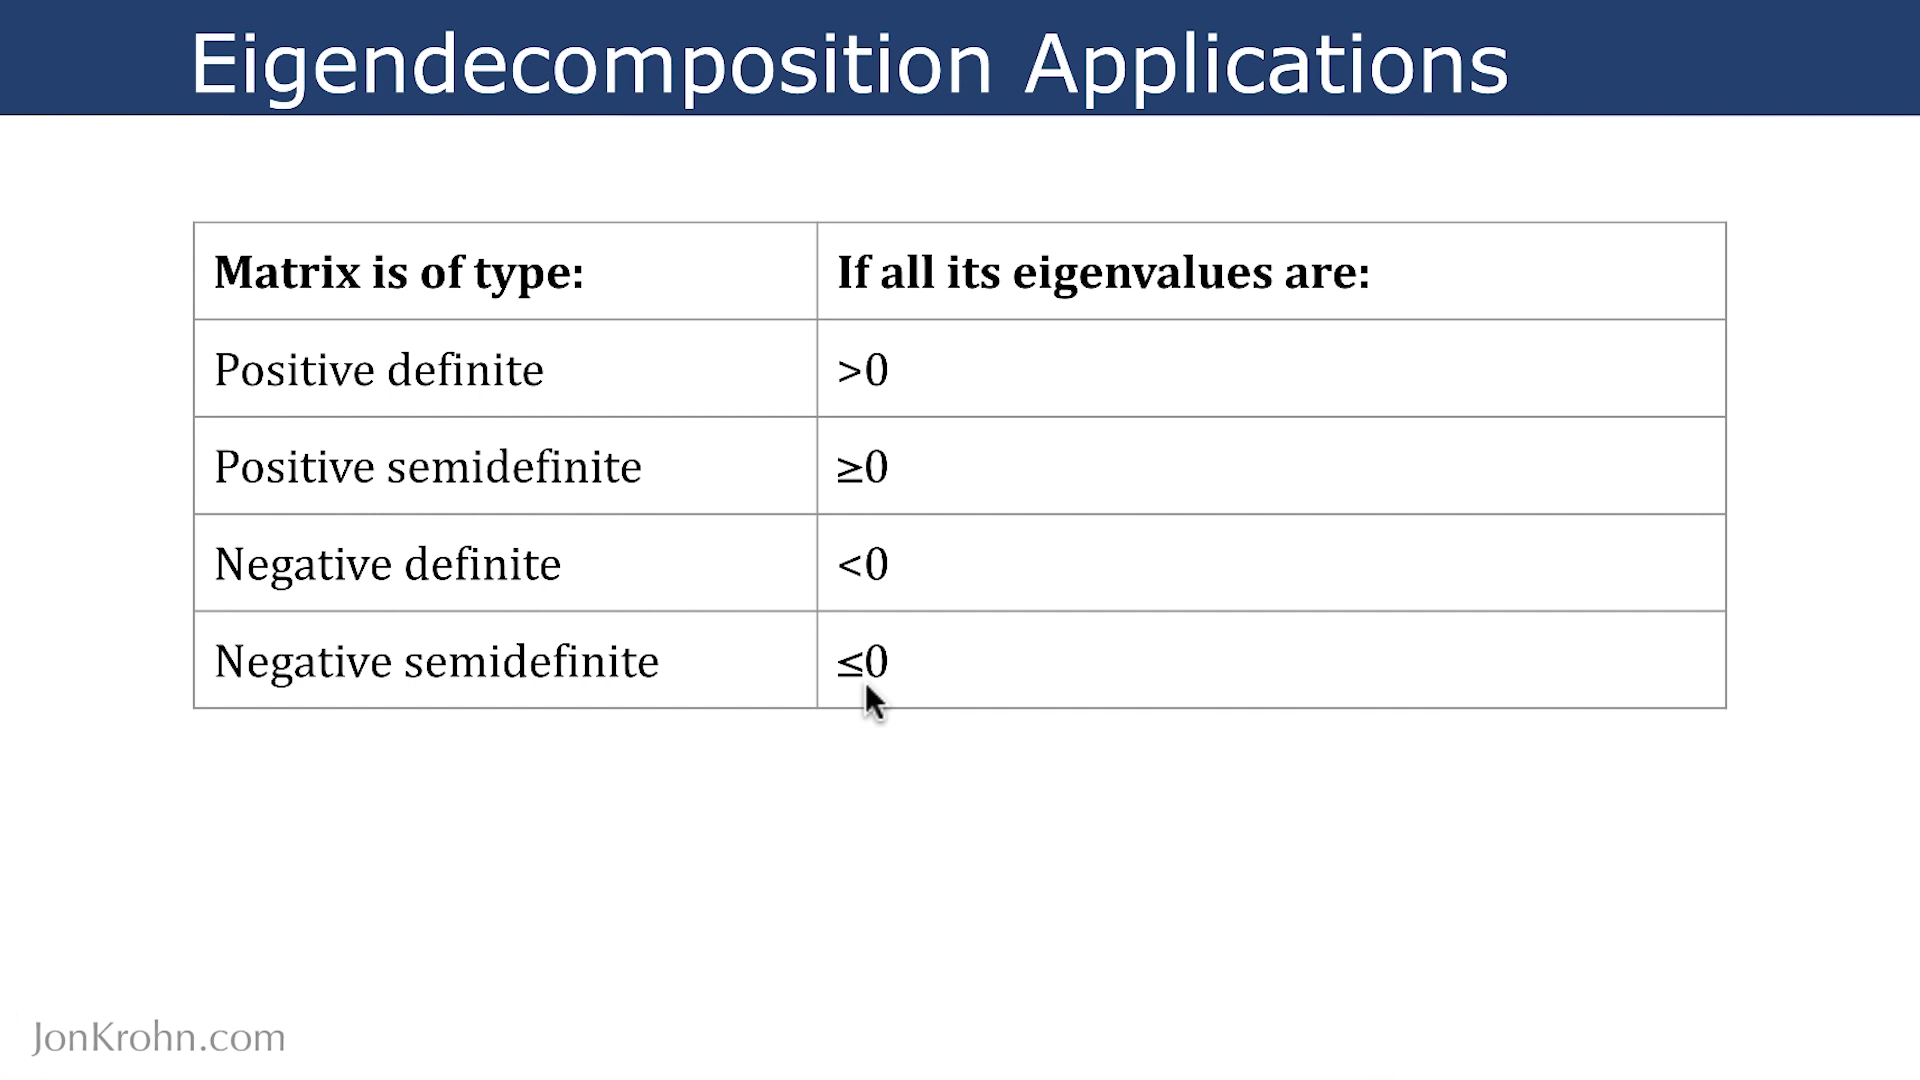 Eigendecomposition Applications
Matrix is of type: If all its eigenvalues are:
Positive definite >0
Positive semidefinite ≥0
Negative definite <0
Negative semidefinite ≤0
JonKrohn.com